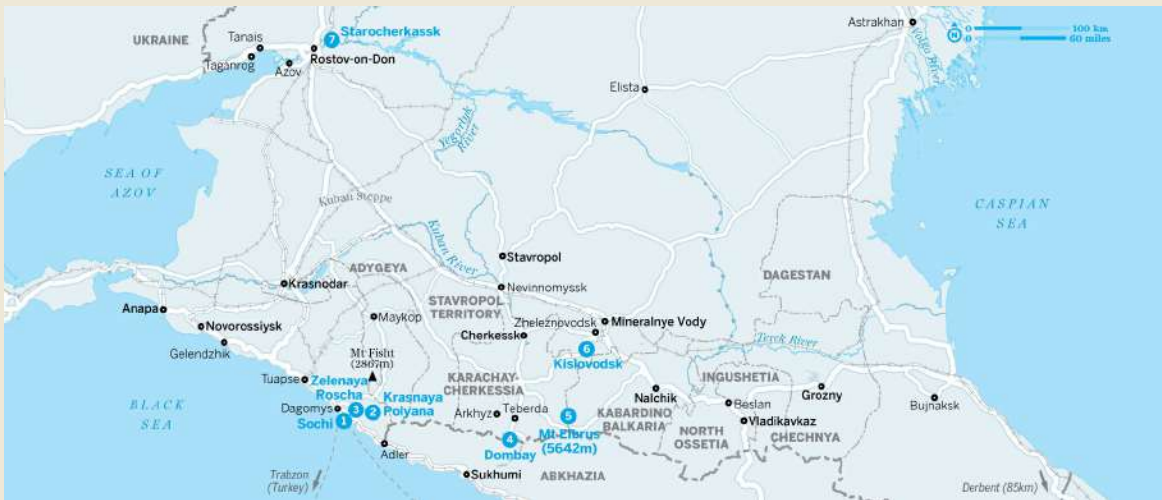 UKRAINE
Tanais
7
Starocherkassk
Taganrog
Azov
Rostov-on-Don
Astrakhan
Volga River
N
0
100 km
0
60 miles
Elista
Yegorlyk
River
SEA OF
AZOV
Kuban Steppe
CASPIAN
SEA
Kuban River
Stavropol
ADYGEYA
DAGESTAN
Krasnodar
Nevinnomyssk
STAVROPOL
TERRITORY
Anapa
Maykop
Novorossiysk
Zheleznovodsk
Mineralnye Vody
Cherkessk
Terek River
Gelendzhik
Mt Fisht
(2867m)
6
Kislovodsk
Tuapse
Zelenaya
Roscha
KARACHAY-
CHERKESSIA
INGUSHETIA
Nalchik
Grozny
Krasnaya
Polyana
BLACK
SEA
Dagomys
3
2
Sochi
1
Arkhyz
Teberda
5
KABARDINO
BALKARIA
Beslan
Bujnaksk
Vladikavkaz
Mt Elbrus
(5642m)
NORTH
OSSETIA
CHECHNYA
4
Dombay
Adler
Trabzon
(Turkey)
Sukhumi
ABKHAZIA
Derbent (85km)